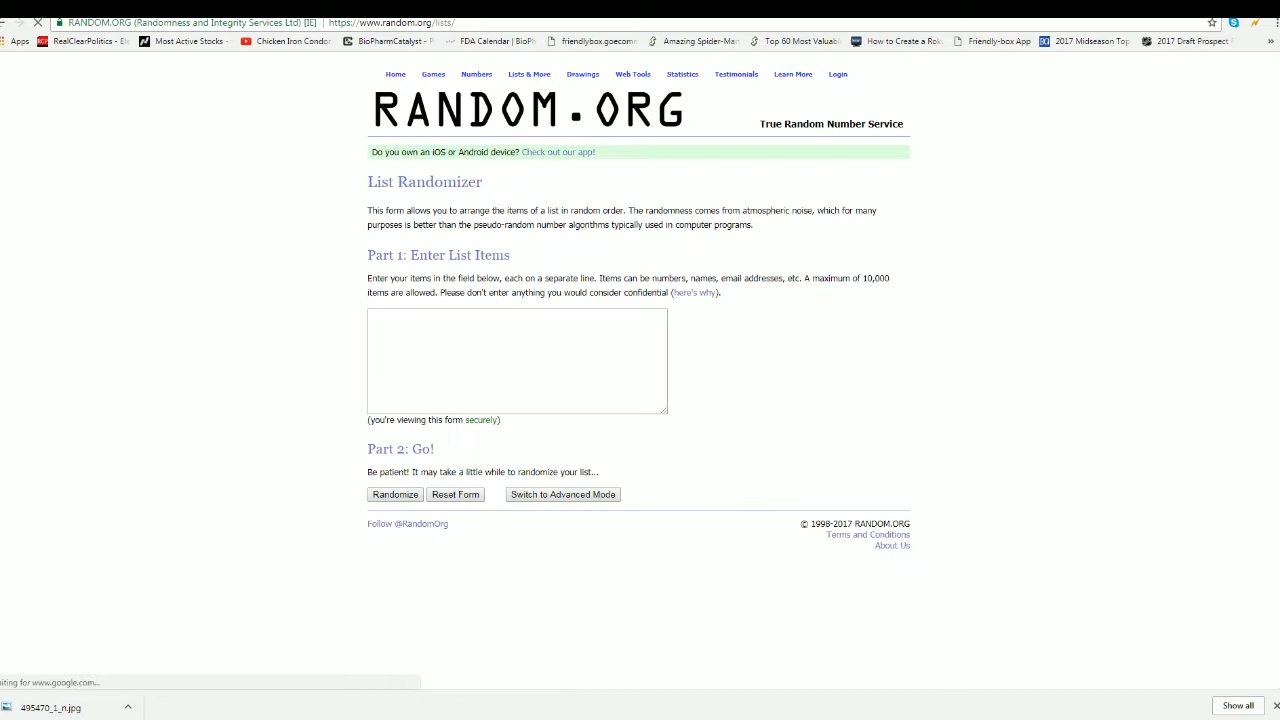 RANDOM.ORG (Randomness and Integrity Services Ltd) [IE] https://www.random.org/lists/
Apps RealClearPolitics - Ele Most Active Stocks - Chicken Iron Condor BioPharmCatalyst - FDA Calendar | BioPh friendlybox.goecomm Amazing Spider-Man Top 60 Most Valuabl How to Create a Rok Friendly-box App 2017 Midseason Top 2017 Draft Prospect »
Home Games Numbers Lists & More Drawings Web Tools Statistics Testimonials Learn More Login
RANDOM.ORG
True Random Number Service
Do you own an iOS or Android device? Check out our app!
List Randomizer
This form allows you to arrange the items of a list in random order. The randomness comes from atmospheric noise, which for many
purposes is better than the pseudo-random number algorithms typically used in computer programs.
Part 1: Enter List Items
Enter your items in the field below, each on a separate line. Items can be numbers, names, email addresses, etc. A maximum of 10,000
items are allowed. Please don't enter anything you would consider confidential (here's why).
(you're viewing this form securely)
Part 2: Go!
Be patient! It may take a little while to randomize your list...
Randomize Reset Form Switch to Advanced Mode
Follow @RandomOrg
© 1998-2017 RANDOM.ORG
Terms and Conditions
About Us
iting for www.google.com...
495470_1_n.jpg
Show all